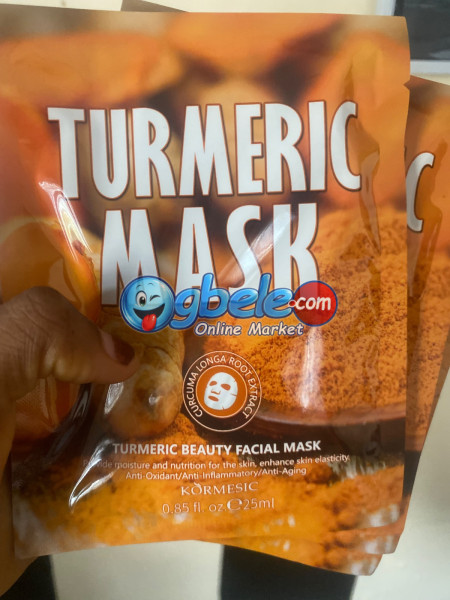 TURMERIC
MASK
Ogbele.com
Online Market
CURCUMA LONGA ROOT EXTRACT
TURMERIC BEAUTY FACIAL MASK
moisture and nutrition for the skin, enhance skin elasticity
Anti-Oxidant/Anti-Inflammatory/Anti-Aging
KÖRMESIC
0.85 fl oz ℮25ml
C